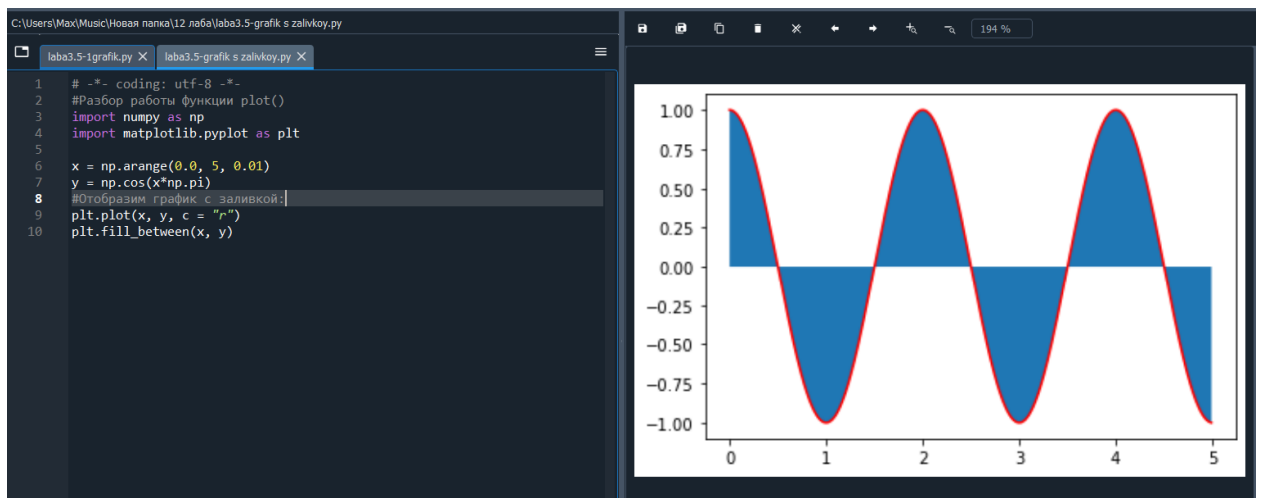 C:\Users\Max\Music\Новая папка\12 лаба\laba3.5-grafik s zalivkoy.py
laba3.5-1grafik.py
laba3.5-grafik s zalivkoy.py
1 # -*- coding: utf-8 -*-
2 #Разбор работы функции plot()
3 import numpy as np
4 import matplotlib.pyplot as plt
5
6 x = np.arange(0.0, 5, 0.01)
7 y = np.cos(x*np.pi)
8 #Отобразим график с заливкой:
9 plt.plot(x, y, c = "r")
10 plt.fill_between(x, y)
194 %
1.00
0.75
0.50
0.25
0.00
−0.25
−0.50
−0.75
−1.00
0 1 2 3 4 5